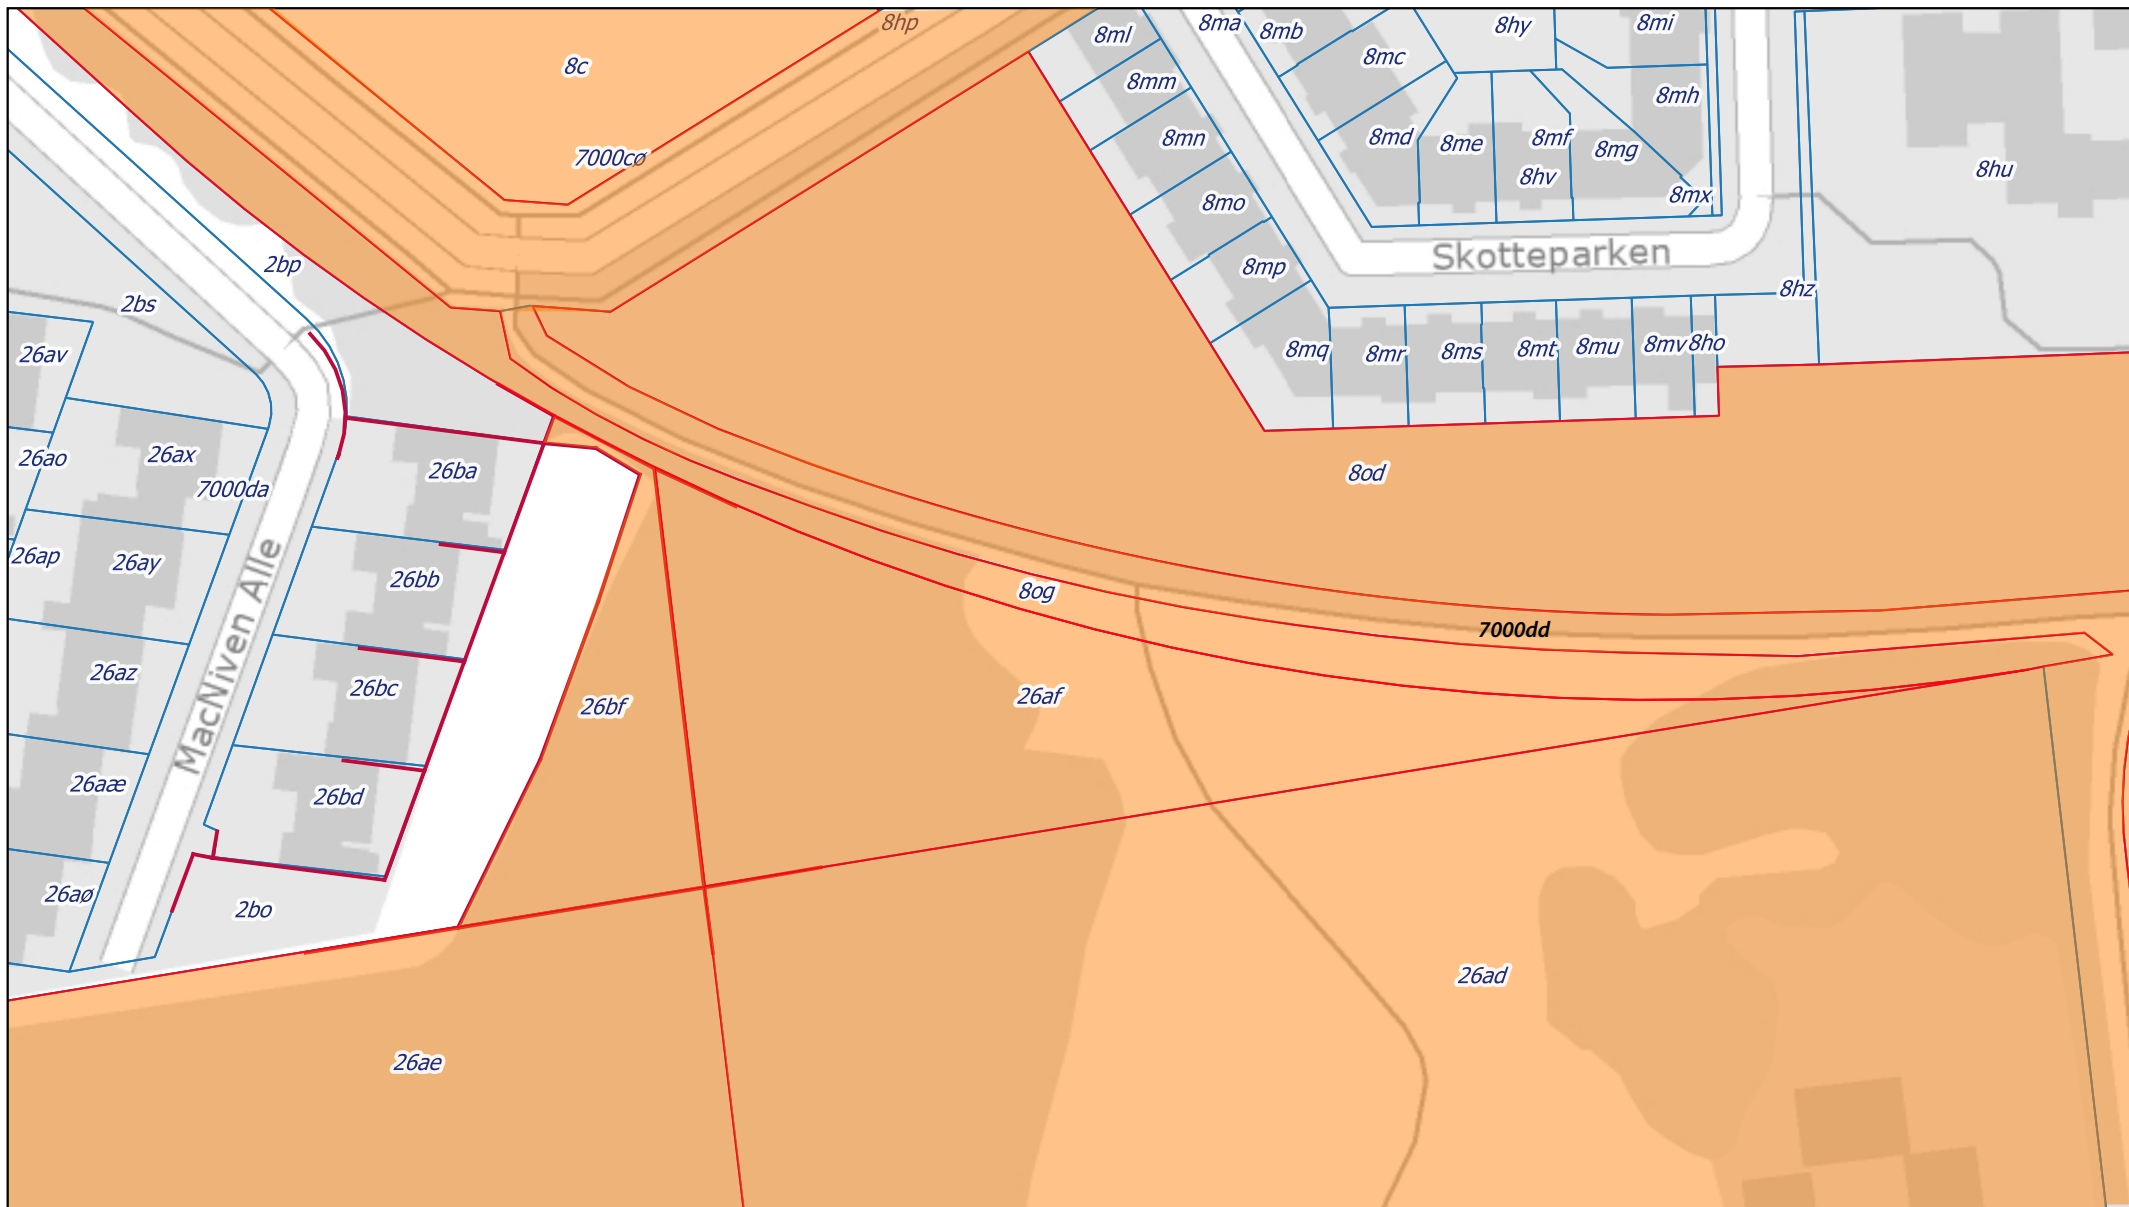 8hp
8ml
8ma
8mb
8hy
8mi
8c
8mc
8mm
8mh
7000cø
8mn
8md
8me
8mf
8mg
8hv
8hu
8mx
8mo
Skotteparken
2bp
8mp
8hz
2bs
26av
8mq
8mr
8ms
8mt
8mu
8mv
8ho
26ao
26ax
26ba
8od
7000da
26ap
26ay
26bb
8og
7000dd
MacNiven Alle
26az
26bc
26bf
26af
26aæ
26bd
26aø
2bo
26ad
26ae